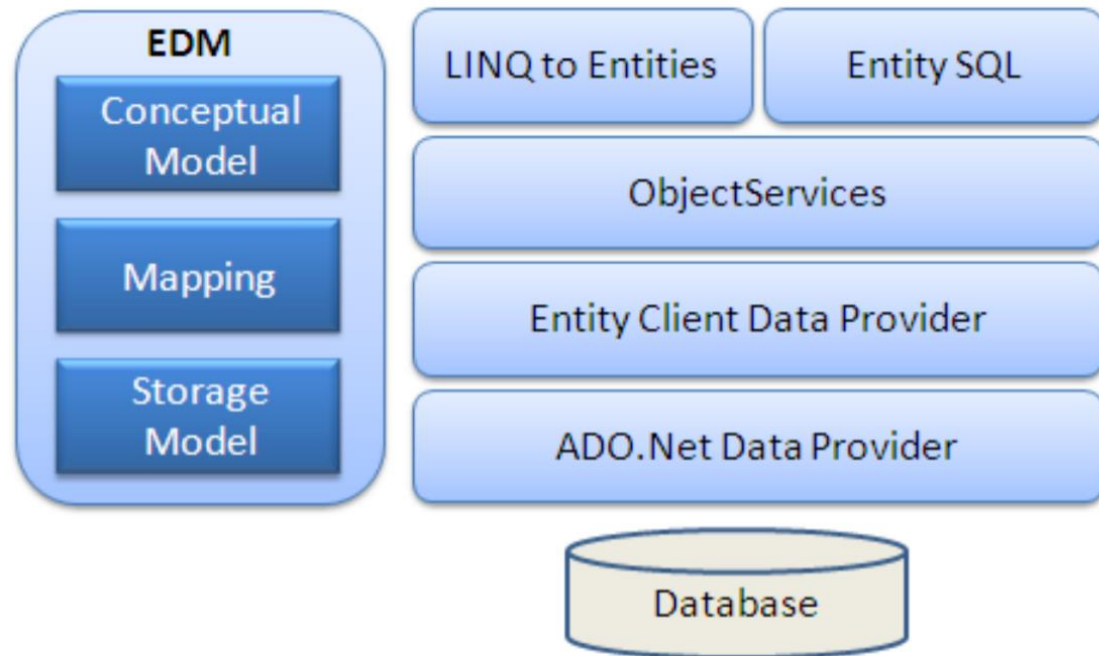 EDM
Conceptual
Model
Mapping
Storage
Model
LINQ to Entities
Entity SQL
ObjectServices
Entity Client Data Provider
ADO.Net Data Provider
Database